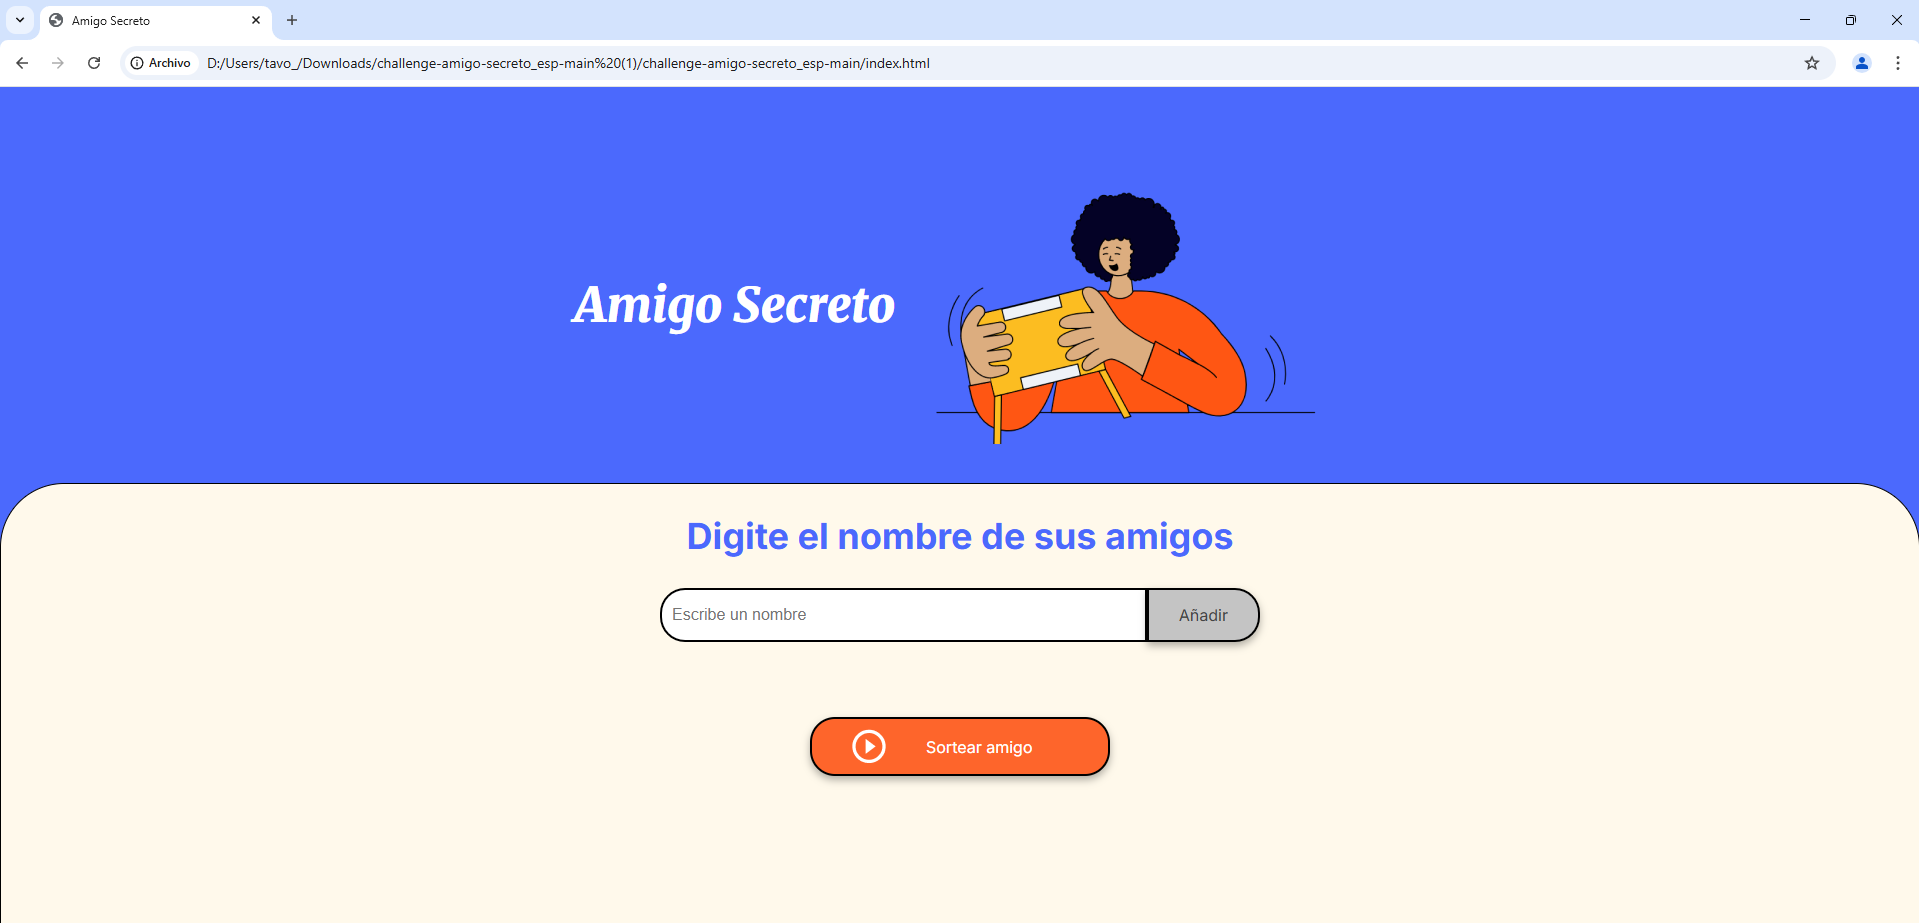 Amigo Secreto
Archivo
D:/Users/tavo_/Downloads/challenge-amigo-secreto_esp-main%20(1)/challenge-amigo-secreto_esp-main/index.html
Amigo Secreto
Digite el nombre de sus amigos
Escribe un nombre
Añadir
Sortear amigo